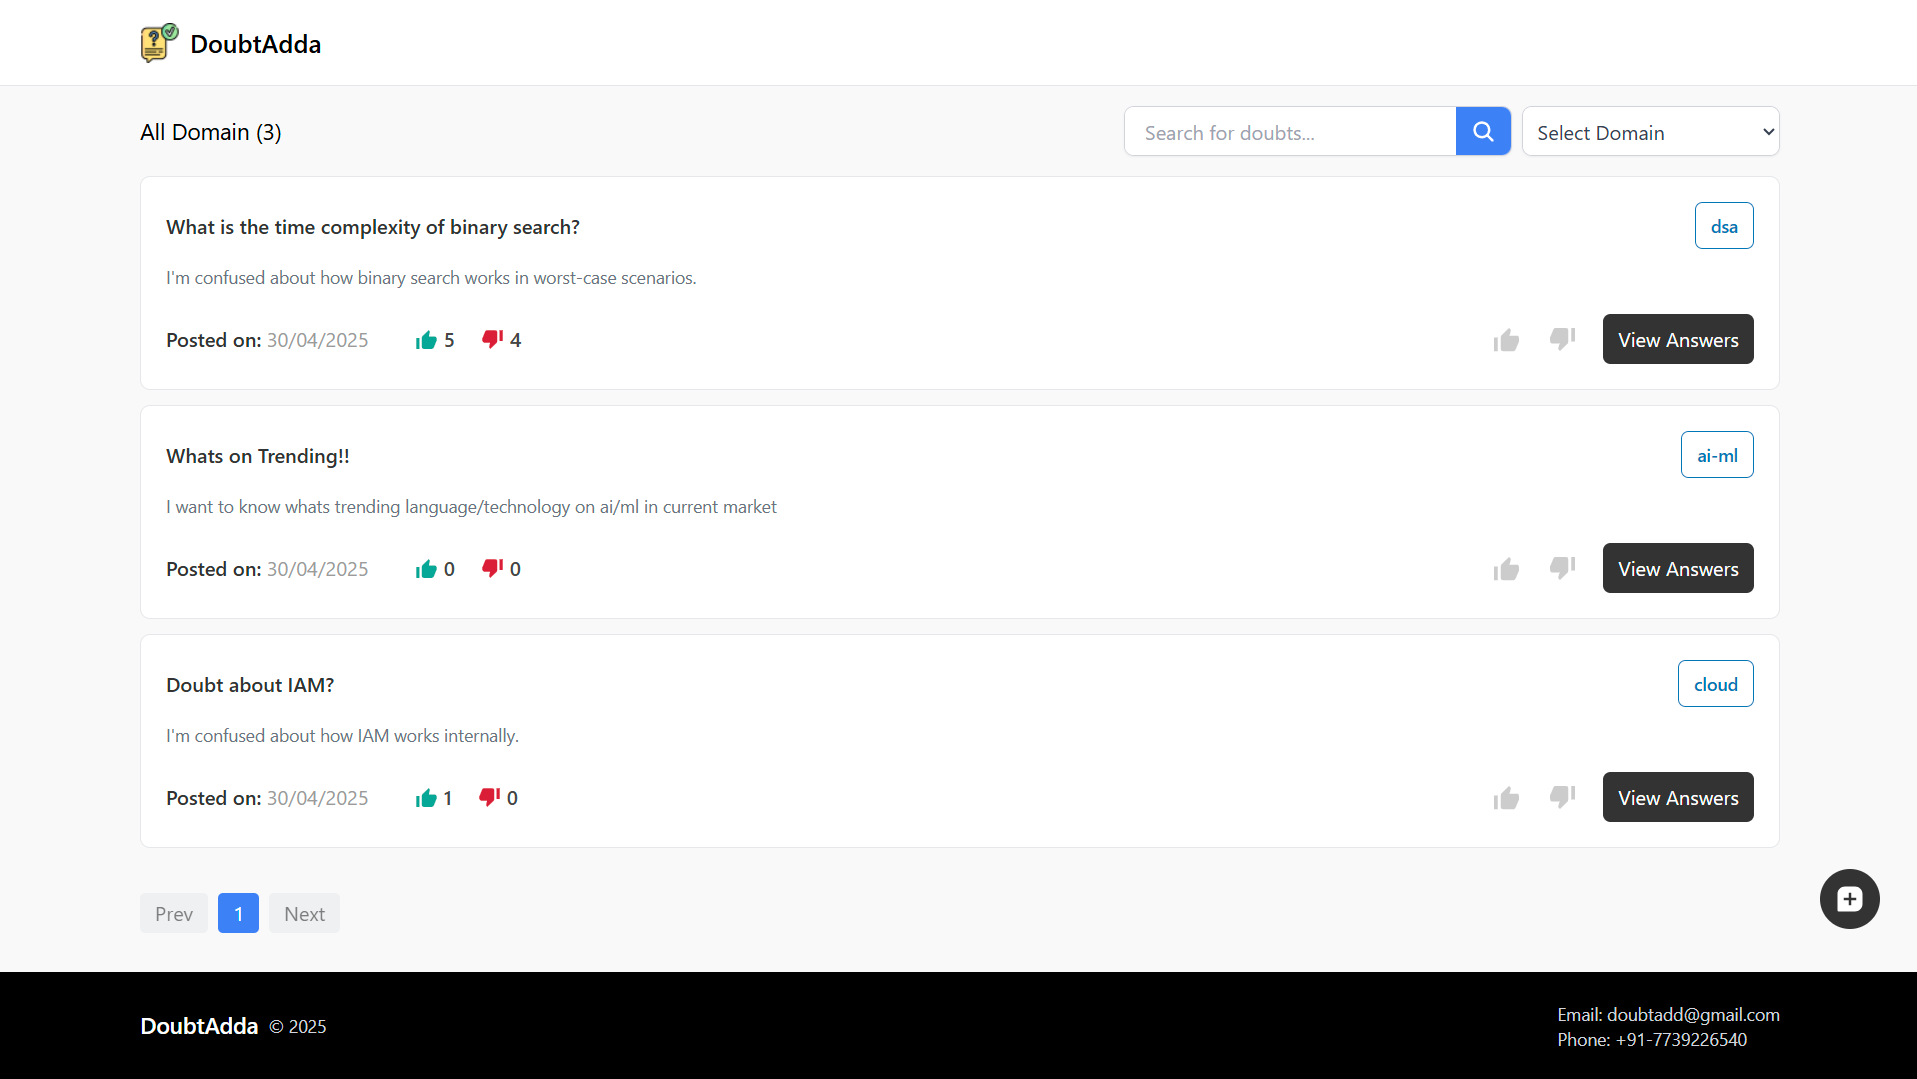 DoubtAdda
All Domain (3)
Search for doubts...
Select Domain
What is the time complexity of binary search?
dsa
I'm confused about how binary search works in worst-case scenarios.
Posted on: 30/04/2025 5 4
View Answers
Whats on Trending!!
ai-ml
I want to know whats trending language/technology on ai/ml in current market
Posted on: 30/04/2025 0 0
View Answers
Doubt about IAM?
cloud
I'm confused about how IAM works internally.
Posted on: 30/04/2025 1 0
View Answers
Prev 1 Next
DoubtAdda © 2025
Email: doubtadd@gmail.com
Phone: +91-7739226540